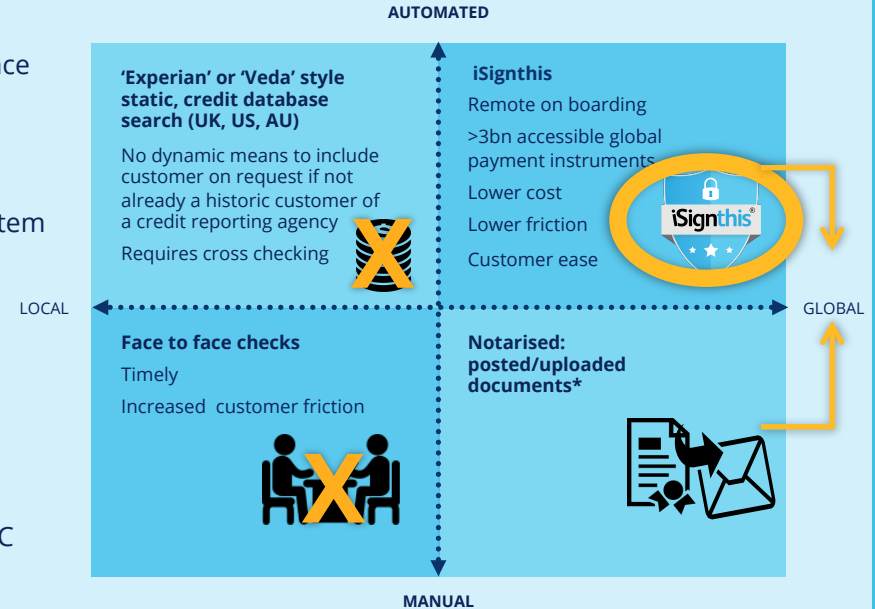 AUTOMATED
‘Experian’ or ‘Veda’ style
static, credit database
search (UK, US, AU)
No dynamic means to include
customer on request if not
already a historic customer of
a credit reporting agency
Requires cross checking
X
iSignthis
Remote on boarding
>3bn accessible global
payment instruments
Lower cost
Lower friction
Customer ease
iSignthis®
LOCAL
GLOBAL
Face to face checks
Timely
Increased customer friction
X
Notarised:
posted/uploaded
documents*
MANUAL